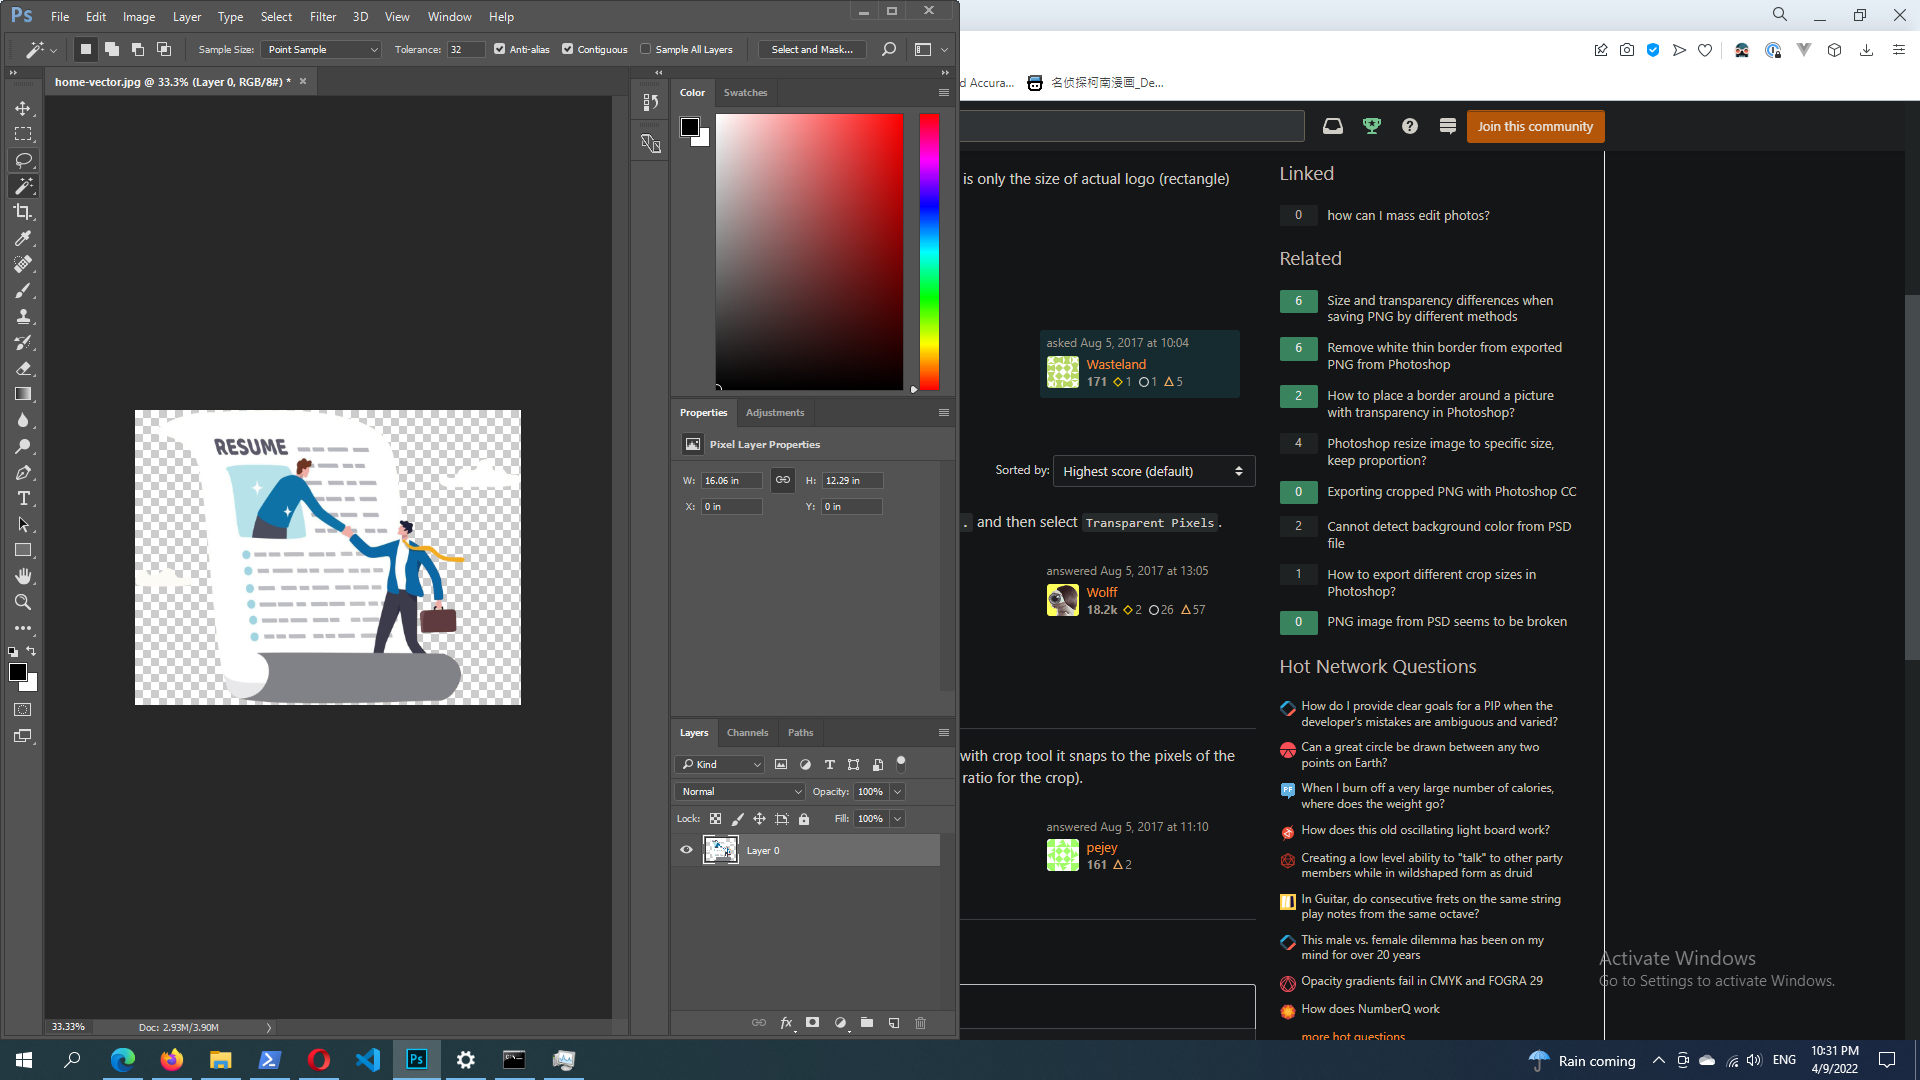 Ps File Edit Image Layer Type Select Filter 3D View Window Help
Sample Size: Point Sample Tolerance: 32 Anti-alias Contiguous Sample All Layers Select and Mask...
home-vector.jpg @ 33.3% (Layer 0, RGB/8#) *
RESUME
33.33% Doc: 2.93M/3.90M
Color Swatches
Properties Adjustments
Pixel Layer Properties
W: 16.06 in H: 12.29 in
X: 0 in Y: 0 in
Layers Channels Paths
Kind
Normal Opacity: 100%
Lock: Fill: 100%
Layer 0
d Accura... 名侦探柯南漫画_De...
Join this community
is only the size of actual logo (rectangle)
asked Aug 5, 2017 at 10:04
Wasteland
171 1 1 5
Sorted by: Highest score (default)
. and then select Transparent Pixels.
answered Aug 5, 2017 at 13:05
Wolff
18.2k 2 26 57
with crop tool it snaps to the pixels of the
ratio for the crop).
answered Aug 5, 2017 at 11:10
pejey
161 2
Linked
0 how can I mass edit photos?
Related
6 Size and transparency differences when
saving PNG by different methods
6 Remove white thin border from exported
PNG from Photoshop
2 How to place a border around a picture
with transparency in Photoshop?
4 Photoshop resize image to specific size,
keep proportion?
0 Exporting cropped PNG with Photoshop CC
2 Cannot detect background color from PSD
file
1 How to export different crop sizes in
Photoshop?
0 PNG image from PSD seems to be broken
Hot Network Questions
How do I provide clear goals for a PIP when the
developer's mistakes are ambiguous and varied?
Can a great circle be drawn between any two
points on Earth?
When I burn off a very large number of calories,
where does the weight go?
How does this old oscillating light board work?
Creating a low level ability to "talk" to other party
members while in wildshaped form as druid
In Guitar, do consecutive frets on the same string
play notes from the same octave?
This male vs. female dilemma has been on my
mind for over 20 years
Opacity gradients fail in CMYK and FOGRA 29
How does NumberQ work
more hot questions
Activate Windows
Go to Settings to activate Windows.
Ps
Rain coming ENG 10:31 PM
4/9/2022